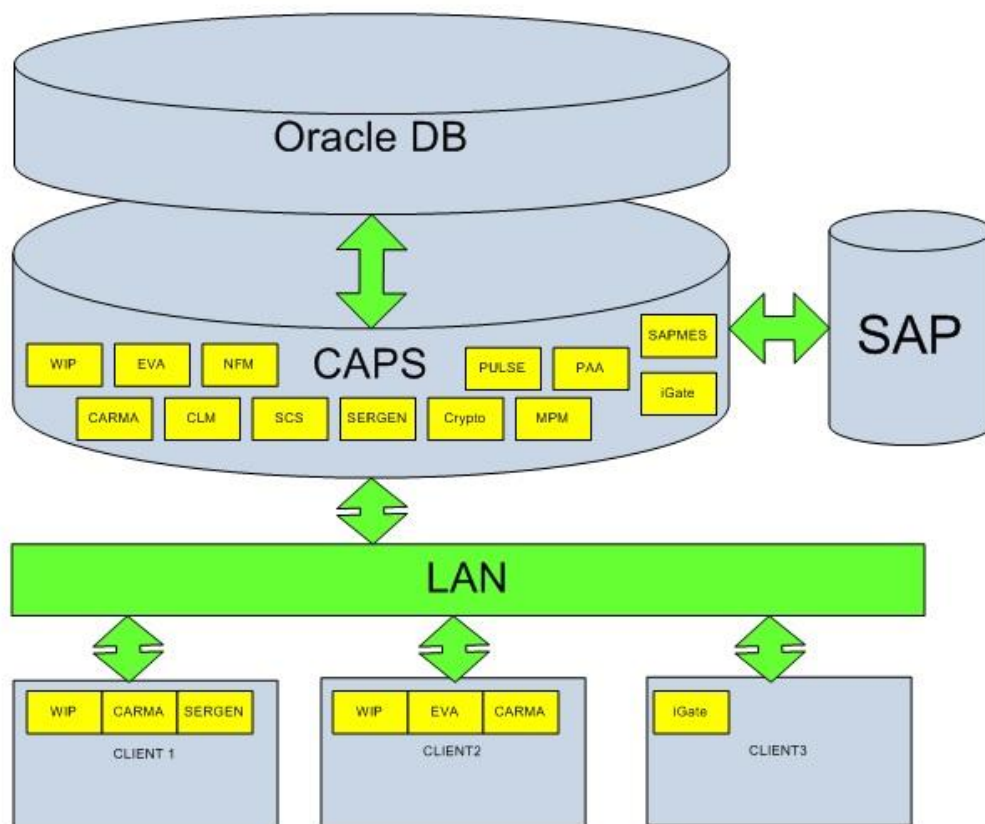 Oracle DB
CAPS
SAP
SAPMES
WIP
EVA
NFM
PULSE
PAA
iGate
CARMA
CLM
SCS
SERGEN
Crypto
MPM
LAN
WIP
CARMA
SERGEN
CLIENT 1
WIP
EVA
CARMA
CLIENT2
iGate
CLIENT3